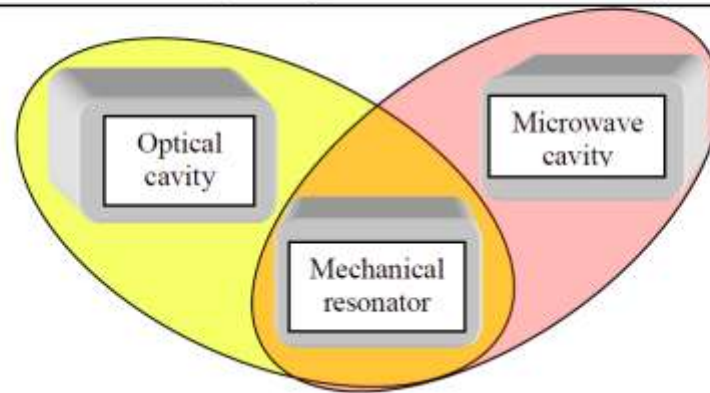 Optical
cavity
Microwave
cavity
Mechanical
resonator